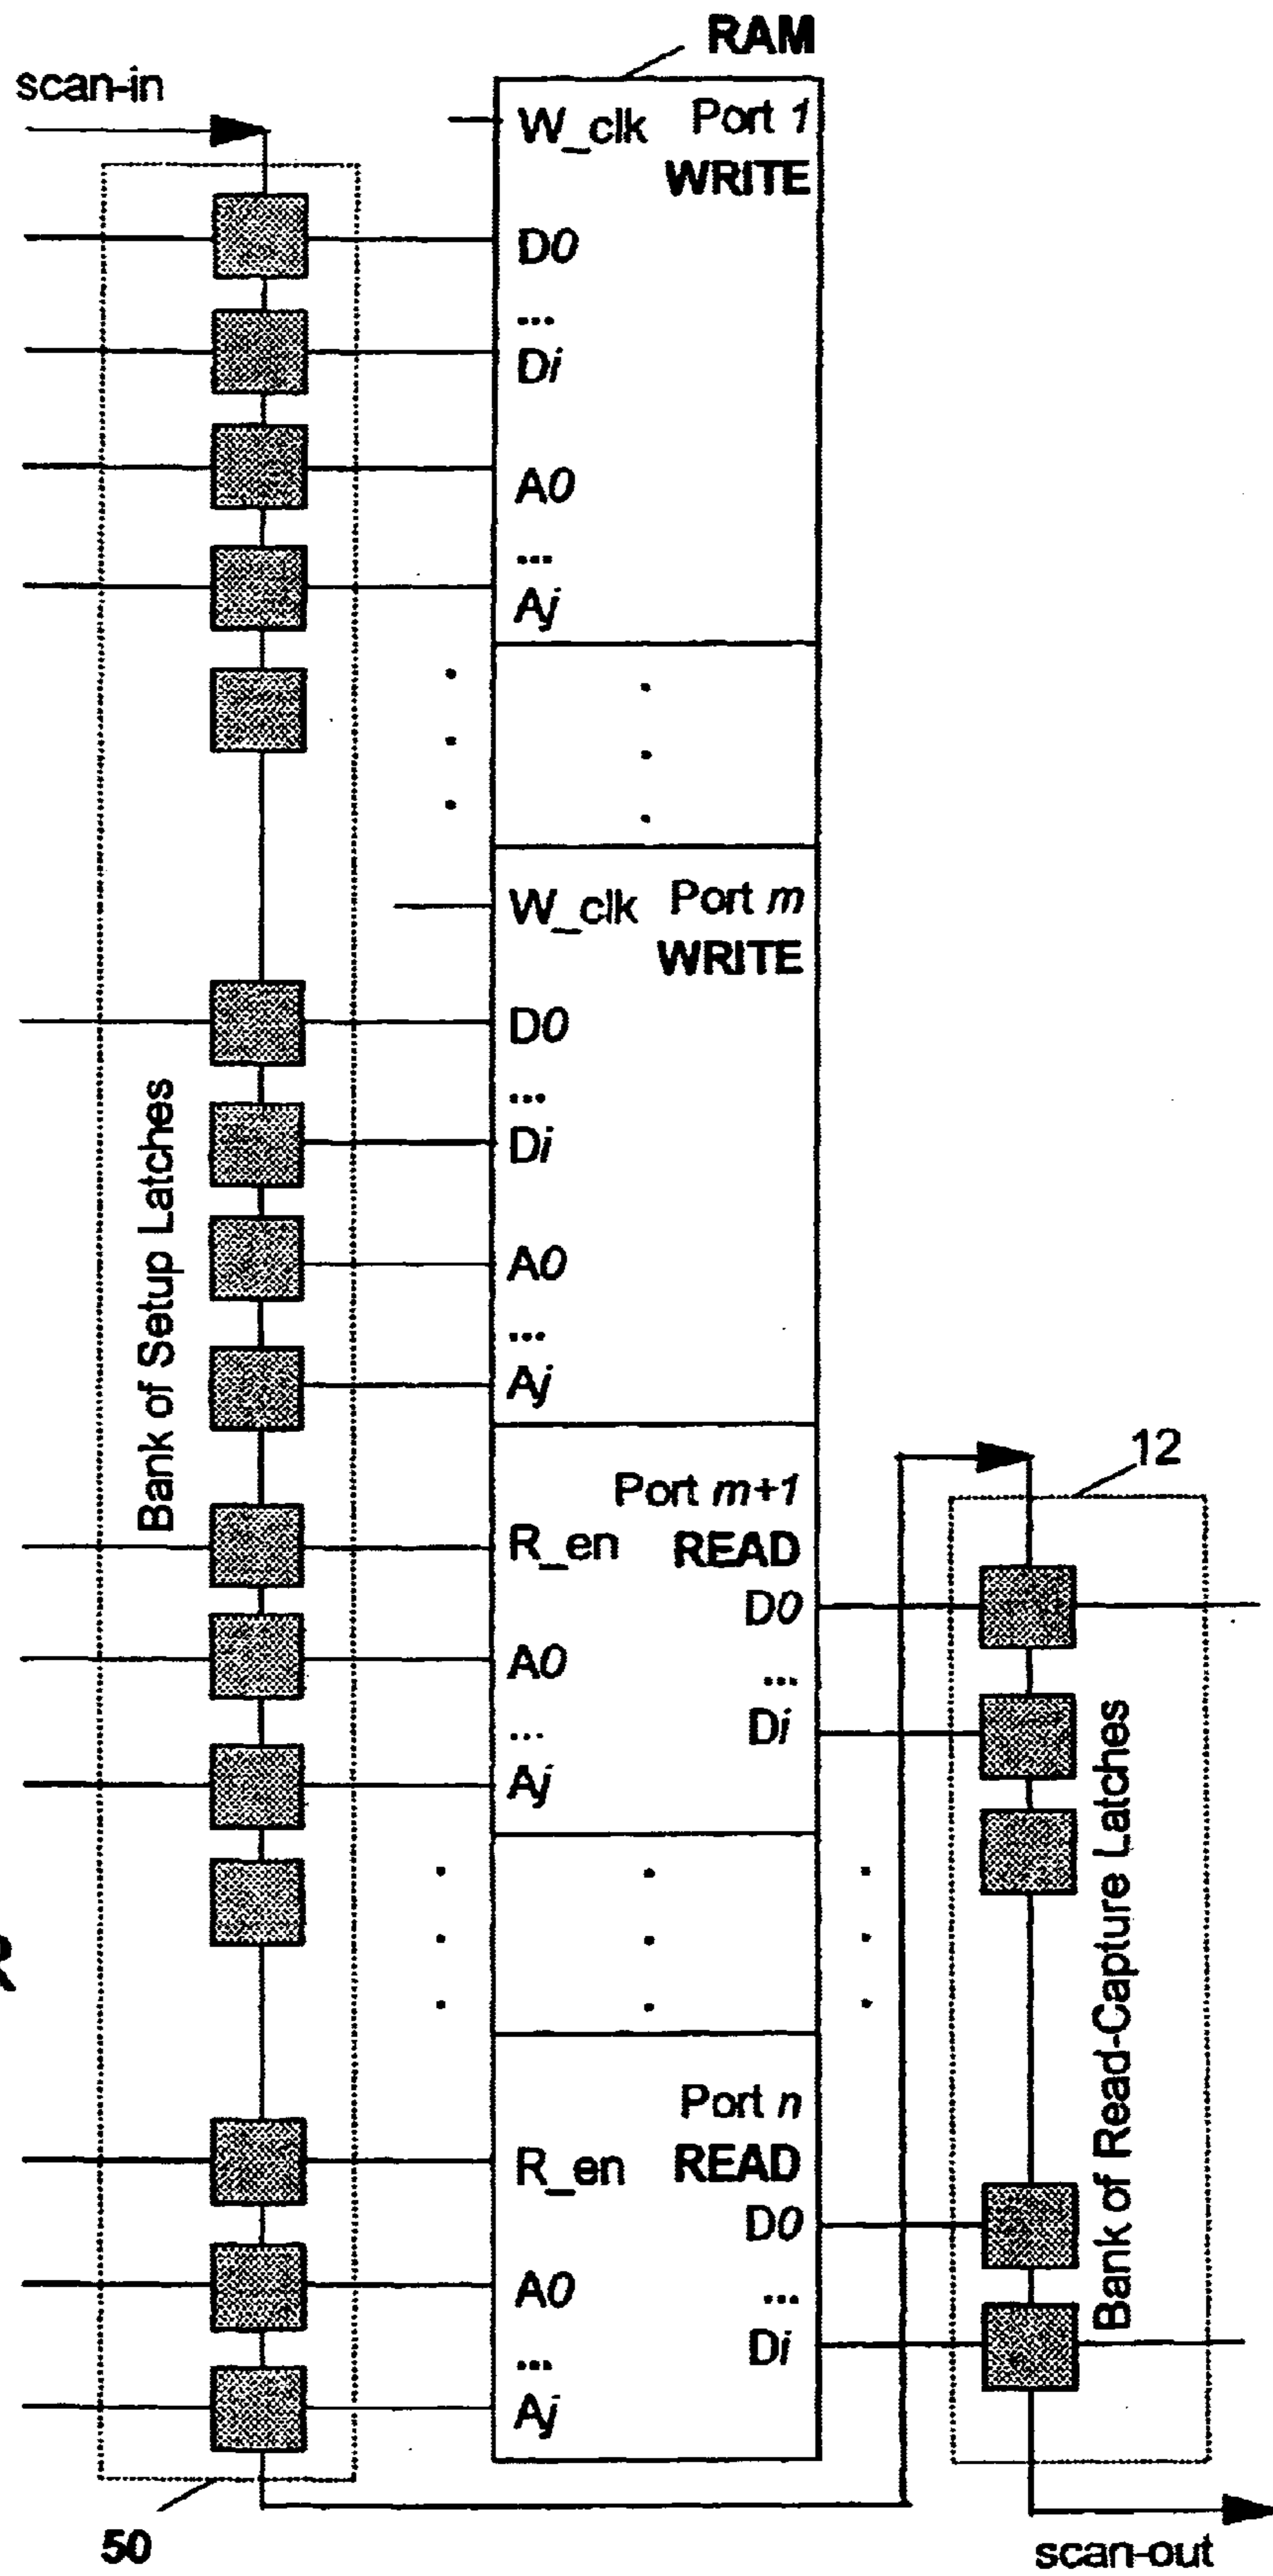 RAM
scan-in
W_clk Port 1
WRITE
D0
...
Di
A0
...
Aj
W_clk Port m
WRITE
D0
...
Di
A0
...
Aj
Bank of Setup Latches
Port m+1
R_en READ
D0
A0
...
...
Di
Aj
12
Bank of Read-Capture Latches
Port n
R_en READ
D0
A0
...
...
Di
Aj
50
scan-out